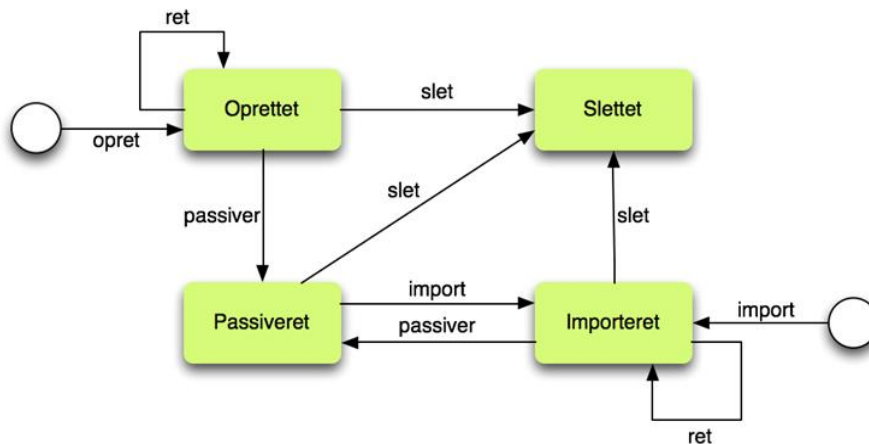 ret
Oprettet
slet
Slettet
opret
slet
passiver
slet
import
Passiveret
passiver
Importeret
import
ret